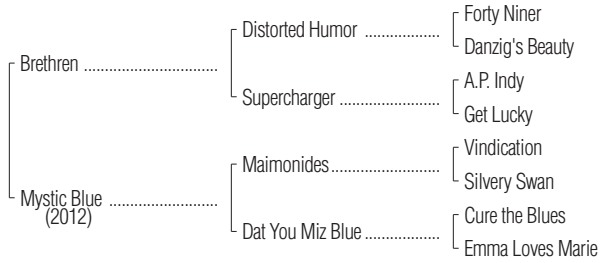 Forty Niner
Distorted Humor ..................
Danzig's Beauty
Brethren ................................
A.P. Indy
Supercharger ........................
Get Lucky
Vindication
Maimonides..........................
Silvery Swan
Mystic Blue ..........................
(2012)
Cure the Blues
Dat You Miz Blue ..................
Emma Loves Marie